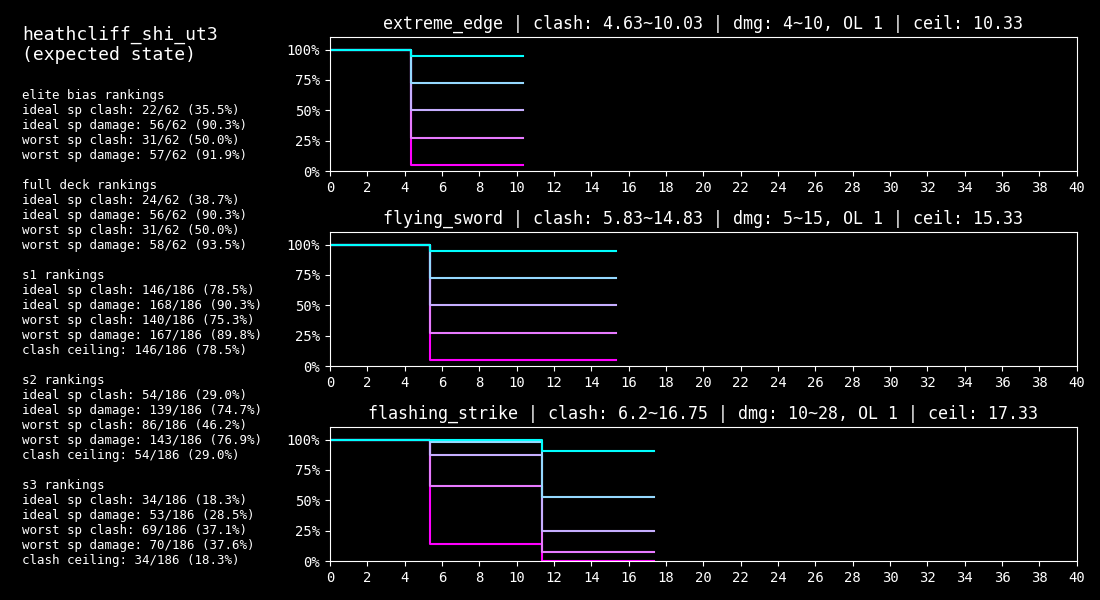 heathcliff_shi_ut3
(expected state)
elite bias rankings
ideal sp clash: 22/62 (35.5%)
ideal sp damage: 56/62 (90.3%)
worst sp clash: 31/62 (50.0%)
worst sp damage: 57/62 (91.9%)
full deck rankings
ideal sp clash: 24/62 (38.7%)
ideal sp damage: 56/62 (90.3%)
worst sp clash: 31/62 (50.0%)
worst sp damage: 58/62 (93.5%)
s1 rankings
ideal sp clash: 146/186 (78.5%)
ideal sp damage: 168/186 (90.3%)
worst sp clash: 140/186 (75.3%)
worst sp damage: 167/186 (89.8%)
clash ceiling: 146/186 (78.5%)
s2 rankings
ideal sp clash: 54/186 (29.0%)
ideal sp damage: 139/186 (74.7%)
worst sp clash: 86/186 (46.2%)
worst sp damage: 143/186 (76.9%)
clash ceiling: 54/186 (29.0%)
s3 rankings
ideal sp clash: 34/186 (18.3%)
ideal sp damage: 53/186 (28.5%)
worst sp clash: 69/186 (37.1%)
worst sp damage: 70/186 (37.6%)
clash ceiling: 34/186 (18.3%)
extreme_edge | clash: 4.63~10.03 | dmg: 4~10, OL 1 | ceil: 10.33
100%
75%
50%
25%
0%
0 2 4 6 8 10 12 14 16 18 20 22 24 26 28 30 32 34 36 38 40
flying_sword | clash: 5.83~14.83 | dmg: 5~15, OL 1 | ceil: 15.33
100%
75%
50%
25%
0%
0 2 4 6 8 10 12 14 16 18 20 22 24 26 28 30 32 34 36 38 40
flashing_strike | clash: 6.2~16.75 | dmg: 10~28, OL 1 | ceil: 17.33
100%
75%
50%
25%
0%
0 2 4 6 8 10 12 14 16 18 20 22 24 26 28 30 32 34 36 38 40